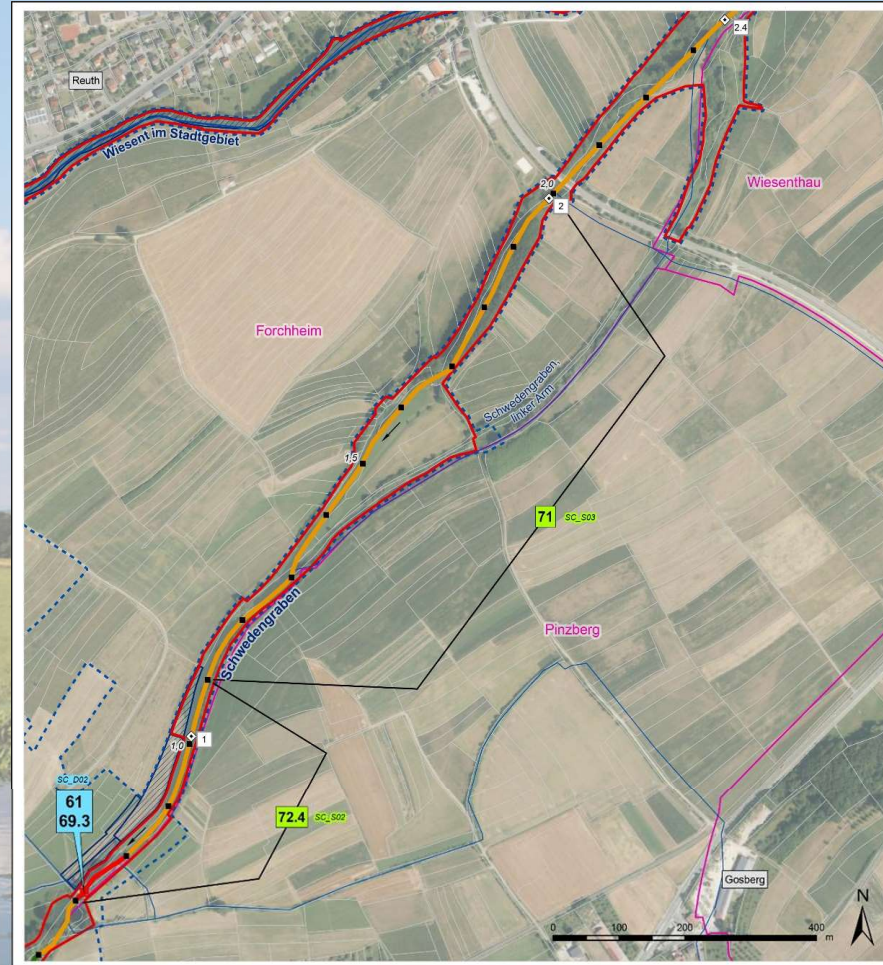 Reuth
Wiesent im Stadtgebiet
2.4
Wiesenthau
2,0
2
Forchheim
Schwedengraben,
linker Arm
1,5
71 SC_S03
Schwedengraben
Pinzberg
1,0
1
SC_D02
61
69.3
72.4 SC_S02
Gosberg
N
0 100 200 400
m